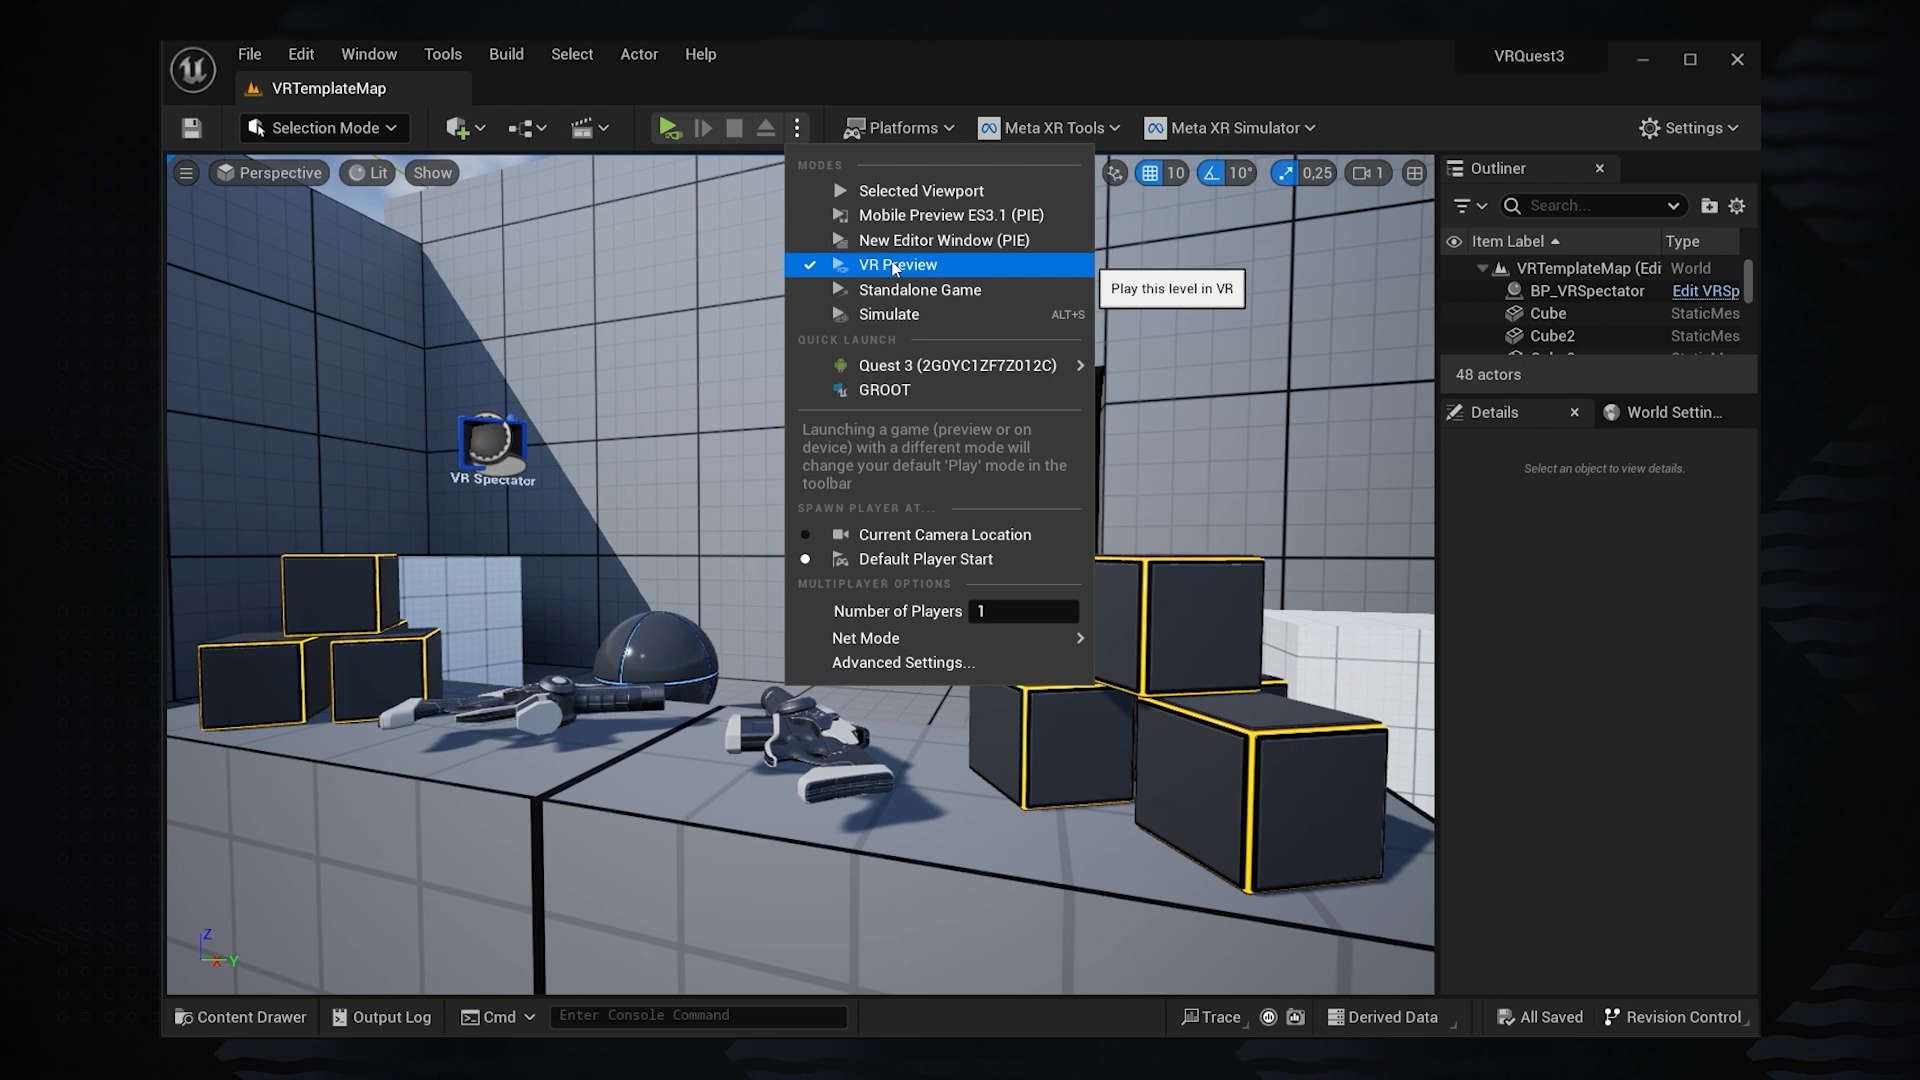 File Edit Window Tools Build Select Actor Help
VRQuest3
VRTemplateMap
Selection Mode
Platforms
Meta XR Tools
Meta XR Simulator
Settings
Perspective
Lit
Show
10
10°
0,25
1
MODES
Selected Viewport
Mobile Preview ES3.1 (PIE)
New Editor Window (PIE)
VR Preview
Standalone Game
Simulate ALT+S
QUICK LAUNCH
Quest 3 (2G0YC1ZF7Z012C)
GROOT
Launching a game (preview or on
device) with a different mode will
change your default 'Play' mode in the
toolbar
SPAWN PLAYER AT...
Current Camera Location
Default Player Start
MULTIPLAYER OPTIONS
Number of Players 1
Net Mode
Advanced Settings...
Play this level in VR
VR Spectator
Z
X Y
Outliner
Search...
Item Label Type
VRTemplateMap (Edi World
BP_VRSpectator Edit VRSp
Cube StaticMes
Cube2 StaticMes
48 actors
Details
World Settin...
Select an object to view details.
Content Drawer
Output Log
Cmd
Enter Console Command
Trace
Derived Data
All Saved
Revision Control